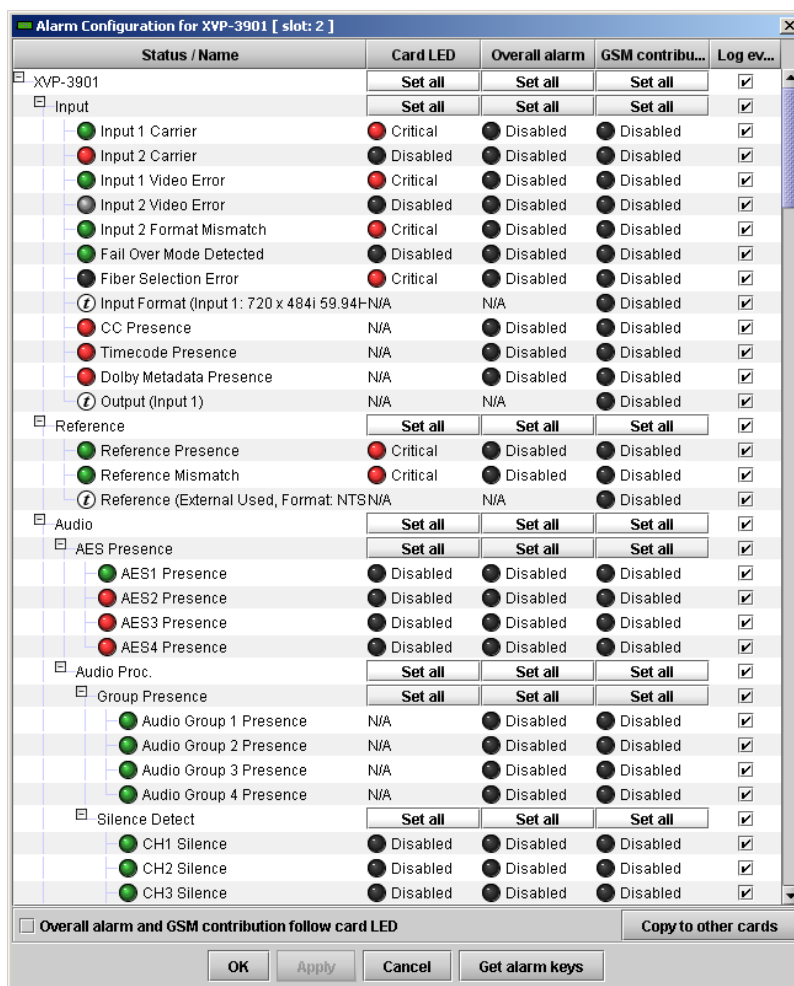 Alarm Configuration for XVP-3901 [ slot: 2 ]
Status / Name Card LED Overall alarm GSM contribu... Log ev...
XVP-3901 Set all Set all Set all
Input Set all Set all Set all
Input 1 Carrier Critical Disabled Disabled
Input 2 Carrier Disabled Disabled Disabled
Input 1 Video Error Critical Disabled Disabled
Input 2 Video Error Disabled Disabled Disabled
Input 2 Format Mismatch Critical Disabled Disabled
Fail Over Mode Detected Disabled Disabled Disabled
Fiber Selection Error Critical Disabled Disabled
t Input Format (Input 1: 720 x 484i 59.94H N/A N/A Disabled
CC Presence N/A Disabled Disabled
Timecode Presence N/A Disabled Disabled
Dolby Metadata Presence N/A Disabled Disabled
t Output (Input 1) N/A N/A Disabled
Reference Set all Set all Set all
Reference Presence Critical Disabled Disabled
Reference Mismatch Critical Disabled Disabled
t Reference (External Used, Format: NTS N/A N/A Disabled
Audio Set all Set all Set all
AES Presence Set all Set all Set all
AES1 Presence Disabled Disabled Disabled
AES2 Presence Disabled Disabled Disabled
AES3 Presence Disabled Disabled Disabled
AES4 Presence Disabled Disabled Disabled
Audio Proc. Set all Set all Set all
Group Presence Set all Set all Set all
Audio Group 1 Presence N/A Disabled Disabled
Audio Group 2 Presence N/A Disabled Disabled
Audio Group 3 Presence N/A Disabled Disabled
Audio Group 4 Presence N/A Disabled Disabled
Silence Detect Set all Set all Set all
CH1 Silence Disabled Disabled Disabled
CH2 Silence Disabled Disabled Disabled
CH3 Silence Disabled Disabled Disabled
Overall alarm and GSM contribution follow card LED Copy to other cards
OK Apply Cancel Get alarm keys